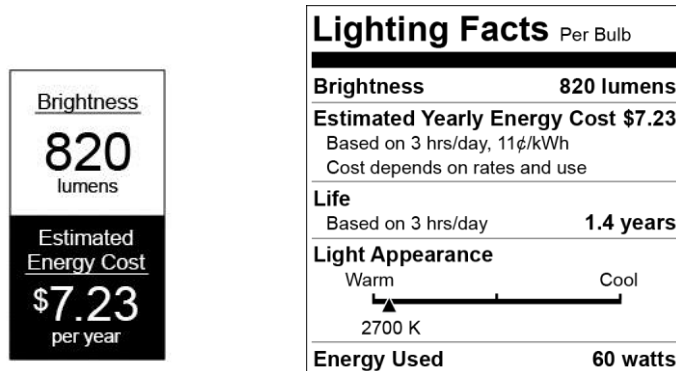 Brightness
820
lumens
Estimated
Energy Cost
$7.23
per year
Lighting Facts Per Bulb
Brightness 820 lumens
Estimated Yearly Energy Cost $7.23
Based on 3 hrs/day, 11¢/kWh
Cost depends on rates and use
Life
Based on 3 hrs/day 1.4 years
Light Appearance
Warm Cool
2700 K
Energy Used 60 watts